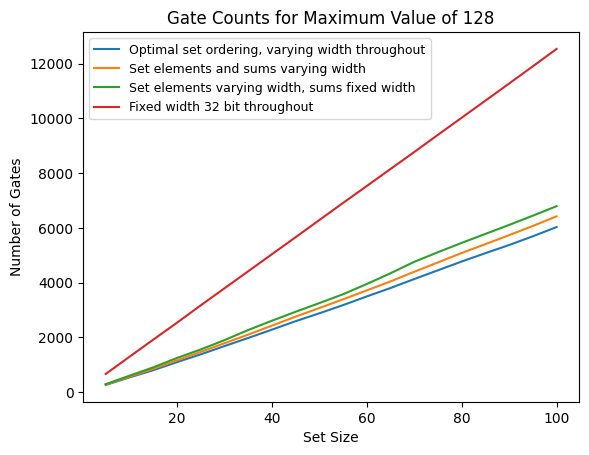 Gate Counts for Maximum Value of 128
Optimal set ordering, varying width throughout
Set elements and sums varying width
Set elements varying width, sums fixed width
Fixed width 32 bit throughout
12000
10000
8000
6000
4000
2000
0
Number of Gates
20
40
60
80
100
Set Size